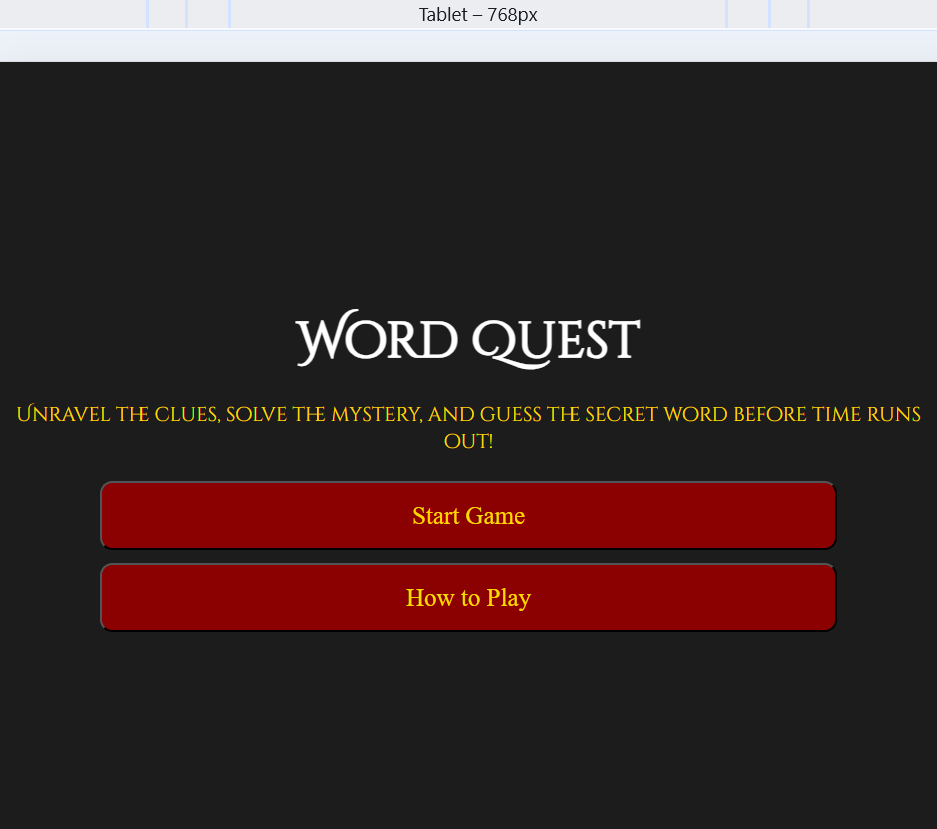 Tablet – 768px
Word Quest
Unravel the clues, solve the mystery, and guess the secret word before time runs
out!
Start Game
How to Play